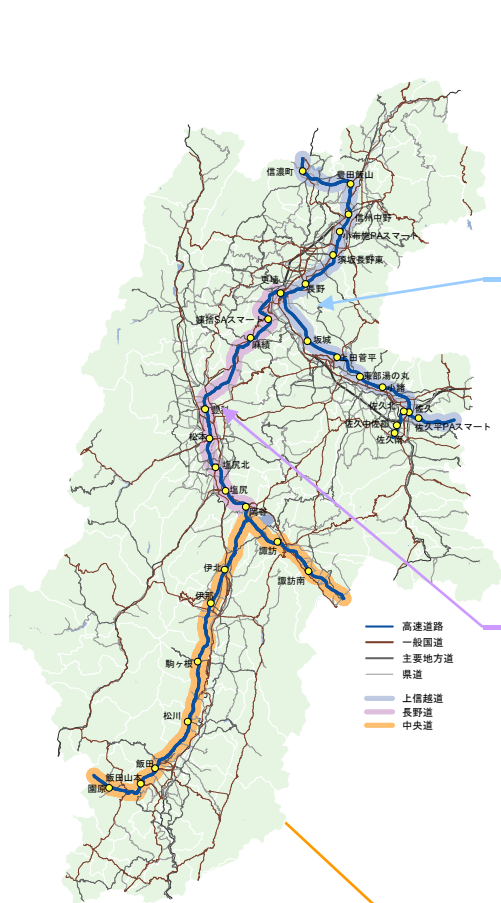 信濃町
豊田飯山
信州中野
小布施PAスマート
須坂長野東
更埴
長野
姨捨SAスマート
坂城
麻績
上田菅平
東部湯の丸
小諸
佐久北
佐久
佐久中佐都
佐久平PAスマート
佐久南
豊科
松本
塩尻北
塩尻
岡谷
諏訪
諏訪南
伊北
伊那
駒ヶ根
松川
飯田
飯田山本
園原
高速道路
一般国道
主要地方道
県道
上信越道
長野道
中央道